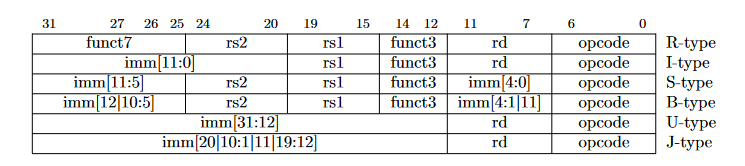 31 27 26 25 24 20 19 15 14 12 11 7 6 0
funct7 rs2 rs1 funct3 rd opcode R-type
imm[11:0] rs1 funct3 rd opcode I-type
imm[11:5] rs2 rs1 funct3 imm[4:0] opcode S-type
imm[12|10:5] rs2 rs1 funct3 imm[4:1|11] opcode B-type
imm[31:12] rd opcode U-type
imm[20|10:1|11|19:12] rd opcode J-type